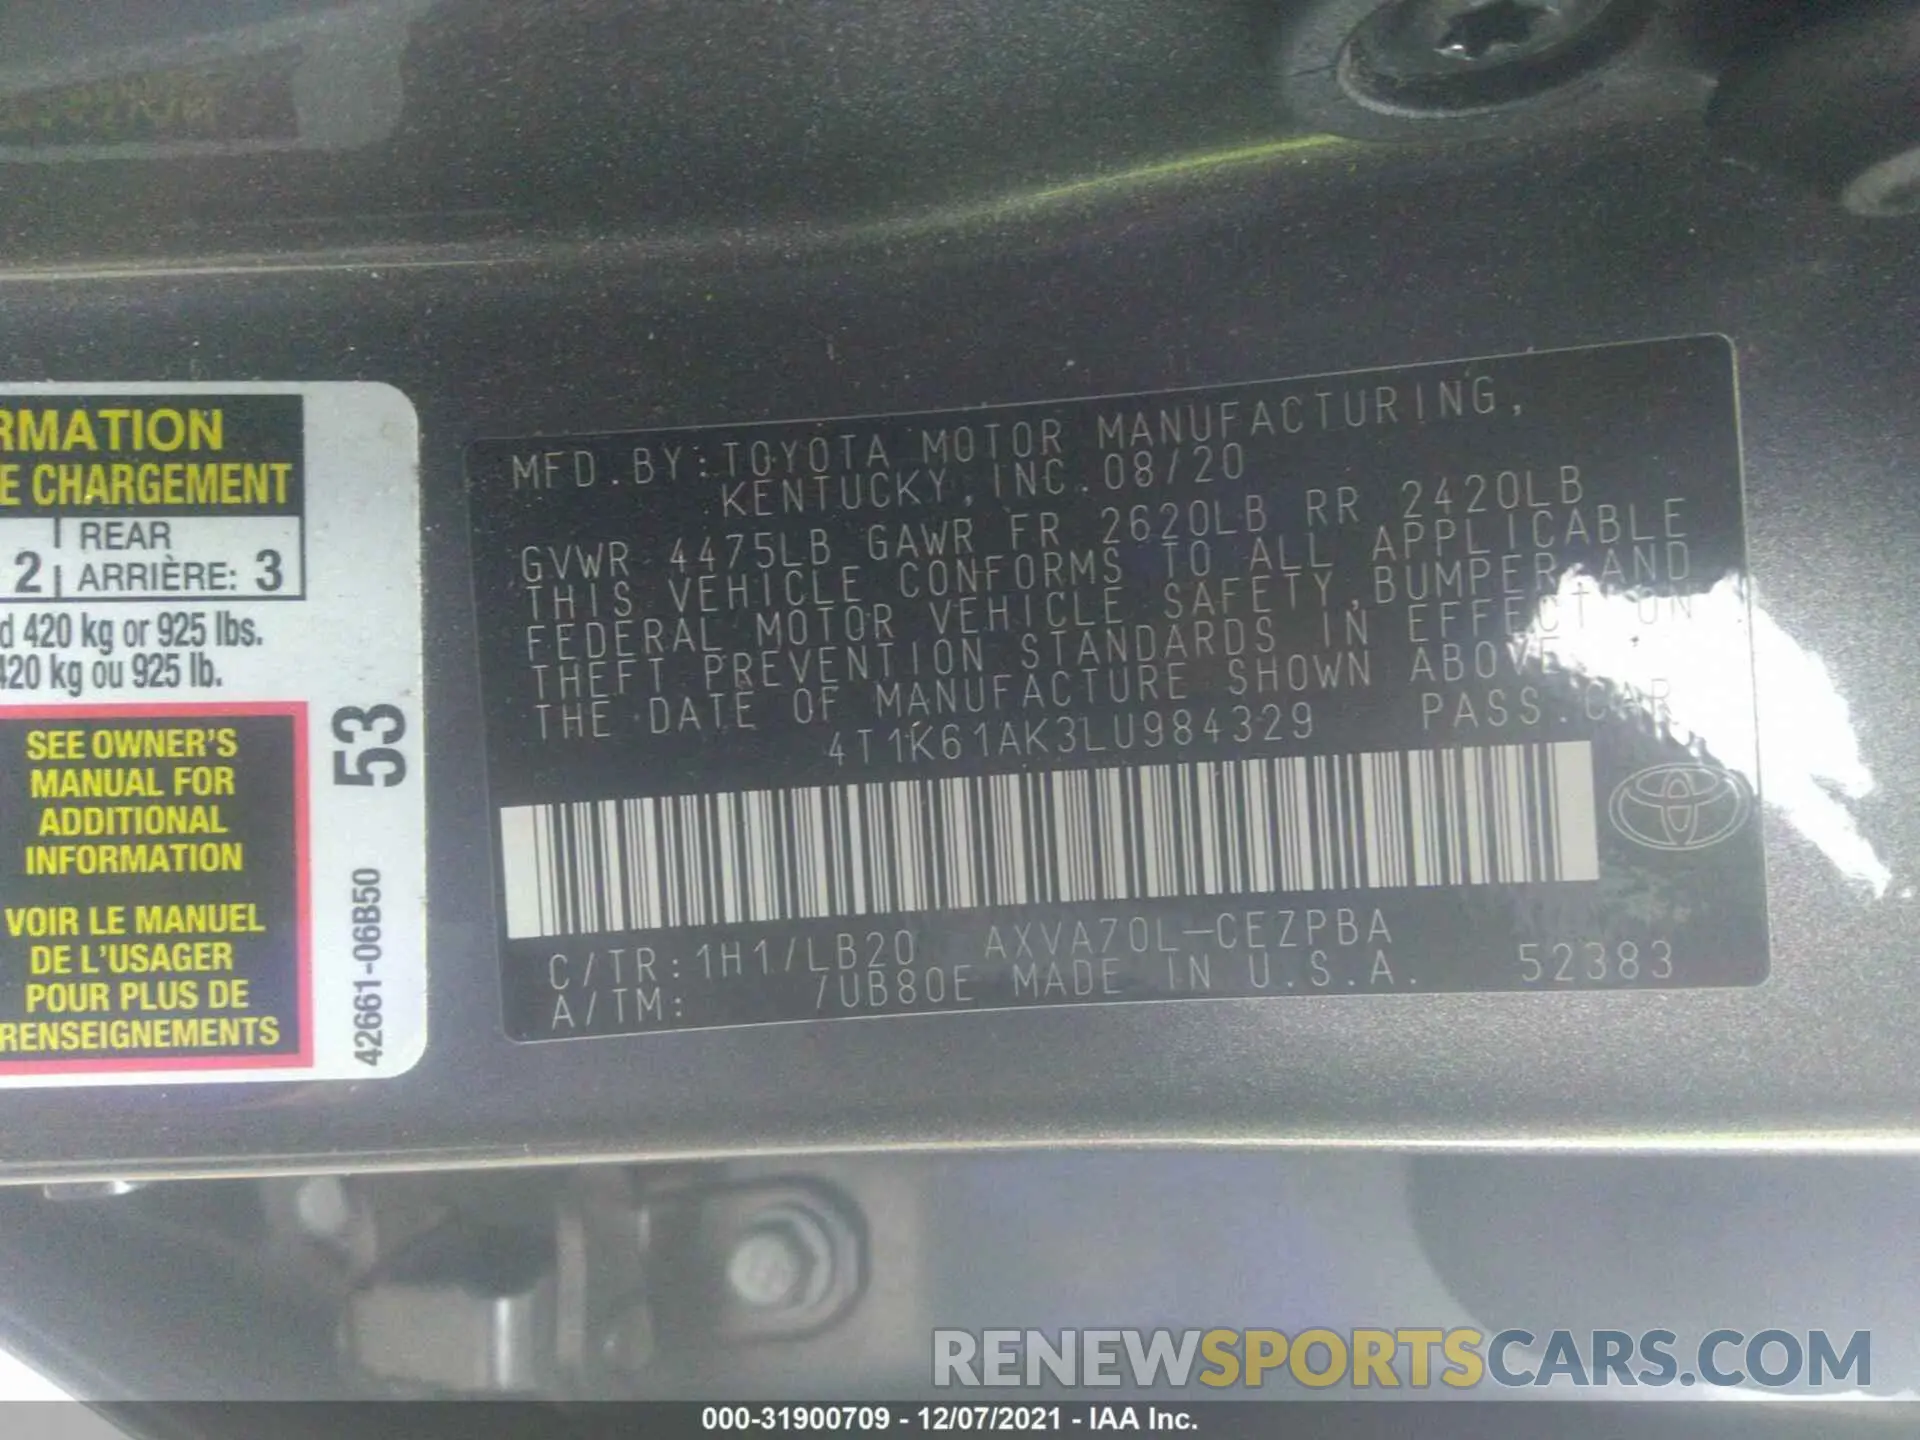 RMATION
E CHARGEMENT
2 REAR
ARRIÈRE: 3
d 420 kg or 925 lbs.
420 kg ou 925 lb.
SEE OWNER'S
MANUAL FOR
ADDITIONAL
INFORMATION
VOIR LE MANUEL
DE L'USAGER
POUR PLUS DE
RENSEIGNEMENTS
53
42661-06B50
MFD.BY:TOYOTA MOTOR MANUFACTURING,
KENTUCKY,INC.08/20
GVWR 4475LB GAWR FR 2620LB RR 2420LB
THIS VEHICLE CONFORMS TO ALL APPLICABLE
FEDERAL MOTOR VEHICLE SAFETY,BUMPER,AND
THEFT PREVENTION STANDARDS IN EFFECT ON
THE DATE OF MANUFACTURE SHOWN ABOVE.
4T1K61AK3LU984329 PASS.CAR
C/TR:1H1/LB20 AXVA70L-CEZPBA
A/TM: /UB80E MADE IN U.S.A. 52383
RENEWSPORTSCARS.COM
000-31900709 - 12/07/2021 - IAA Inc.